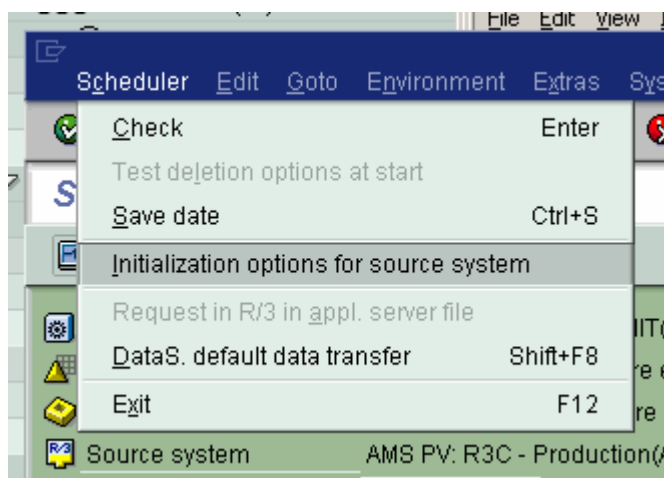 File Edit View
Scheduler Edit Goto Environment Extras Sys
Check Enter
Test deletion options at start
S
Save date Ctrl+S
Initialization options for source system
Request in R/3 in appl. server file
DataS. default data transfer Shift+F8
Exit F12
R/3 Source system AMS PV: R3C - Production(A